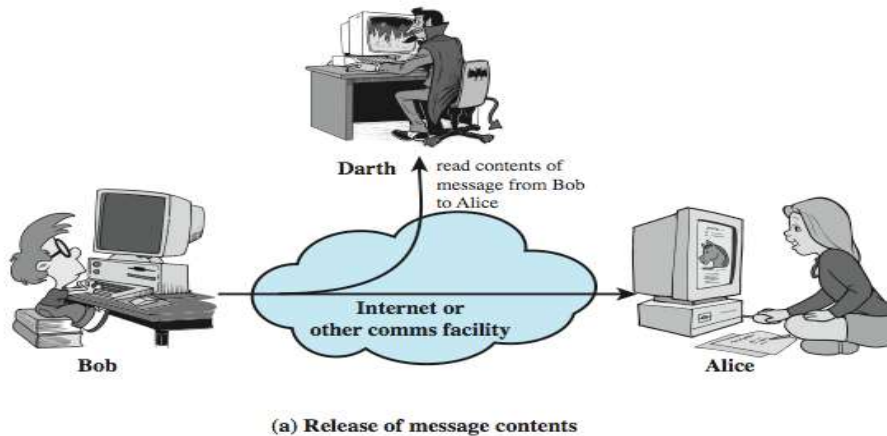 Darth
read contents of
message from Bob
to Alice
Internet or
other comms facility
Bob
Alice
(a) Release of message contents